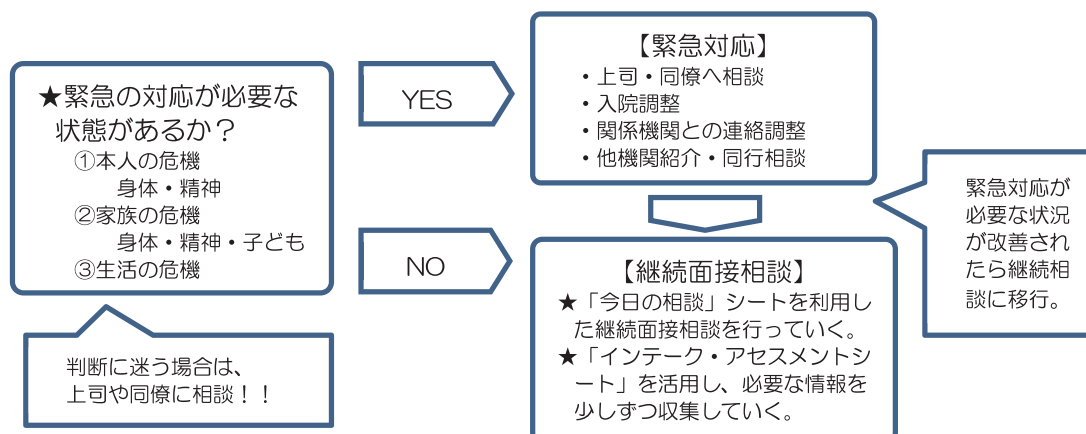 ★緊急の対応が必要な
状態があるか？
①本人の危機
身体・精神
②家族の危機
身体・精神・子ども
③生活の危機
判断に迷う場合は、
上司や同僚に相談！！
YES
NO
【緊急対応】
・上司・同僚へ相談
・入院調整
・関係機関との連絡調整
・他機関紹介・同行相談
【継続面接相談】
★「今日の相談」シートを利用し
た継続面接相談を行っていく。
★「インテーク・アセスメントシ
ート」を活用し、必要な情報を
少しずつ収集していく。
緊急対応が
必要な状況
が改善され
たら継続相
談に移行。